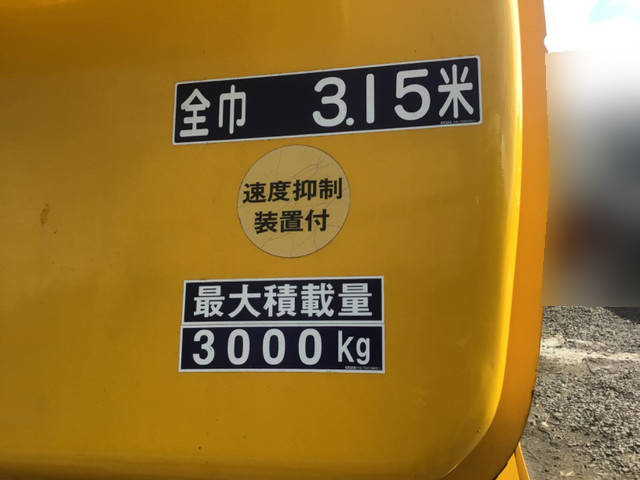 全巾 3.15米
速度抑制
装置付
最大積載量
3000kg